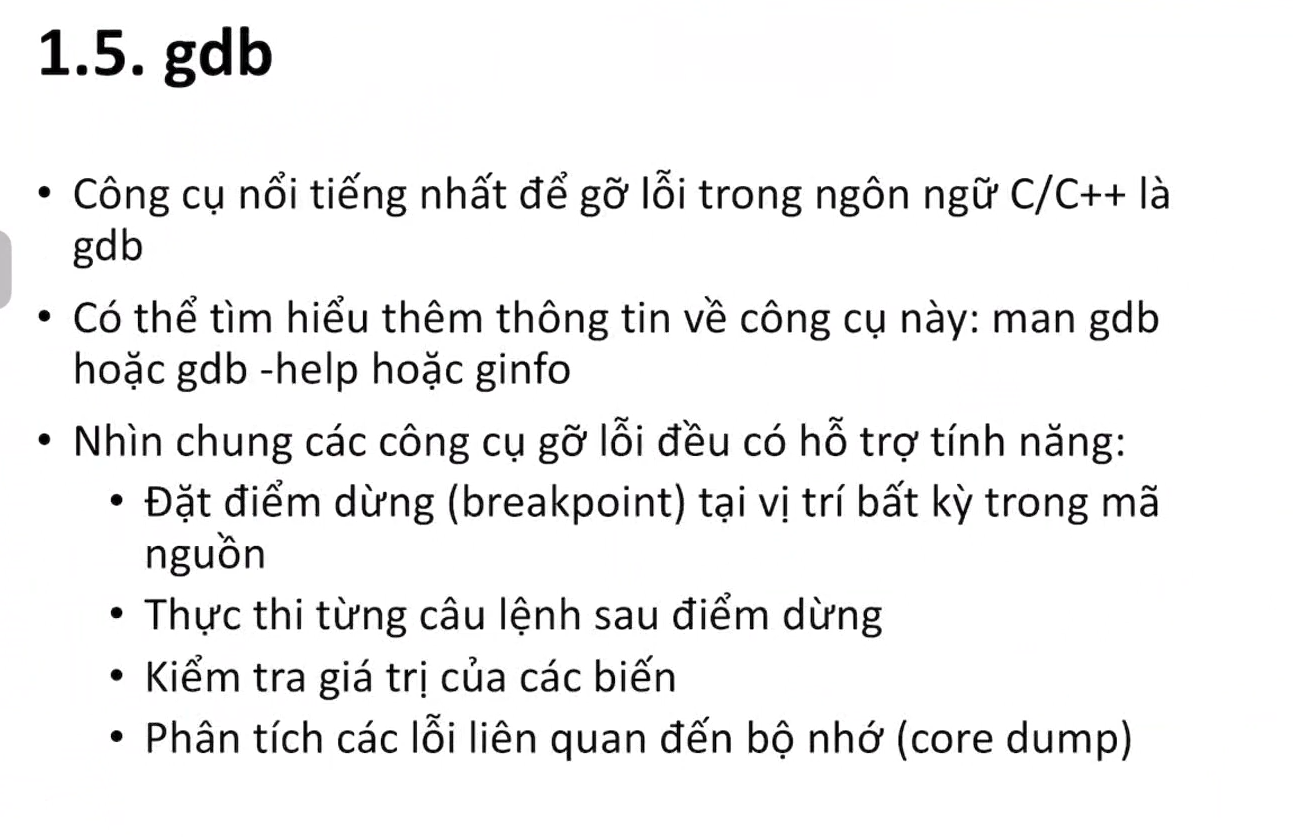 1.5. gdb
• Công cụ nổi tiếng nhất để gỡ lỗi trong ngôn ngữ C/C++ là
gdb
• Có thể tìm hiểu thêm thông tin về công cụ này: man gdb
hoặc gdb -help hoặc ginfo
• Nhìn chung các công cụ gỡ lỗi đều có hỗ trợ tính năng:
• Đặt điểm dừng (breakpoint) tại vị trí bất kỳ trong mã
nguồn
• Thực thi từng câu lệnh sau điểm dừng
• Kiểm tra giá trị của các biến
• Phân tích các lỗi liên quan đến bộ nhớ (core dump)